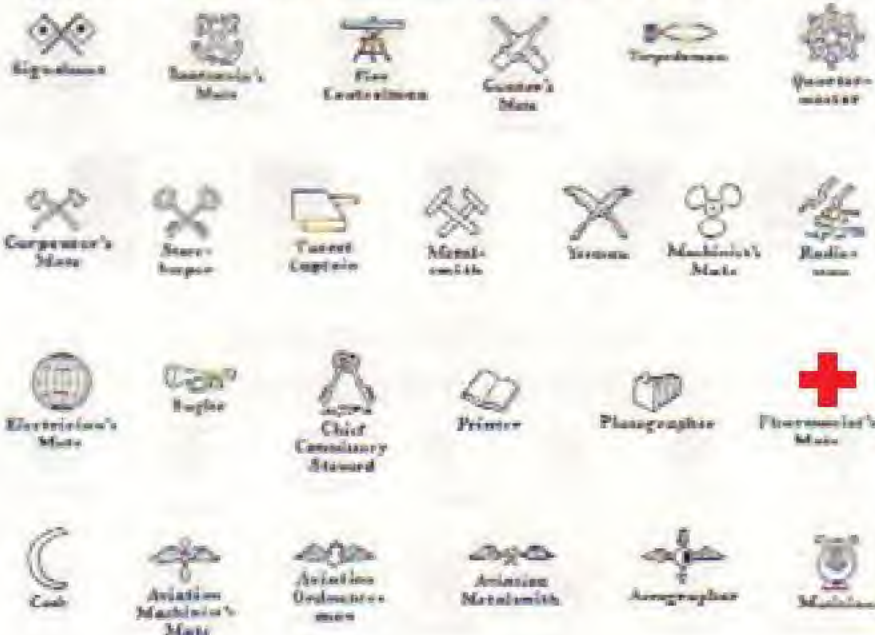 Signalman
Boatswain's
Mate
Fire
Controlman
Gunner's
Mate
Torpedoman
Quarter-
master
Carpenter's
Mate
Store-
keeper
Turret
Captain
Metal-
smith
Yeoman
Machinist's
Mate
Radio-
man
Electrician's
Mate
Bugler
Chief
Commissary
Steward
Printer
Photographer
Pharmacist's
Mate
Cook
Aviation
Machinist's
Mate
Aviation
Ordnance-
man
Aviation
Metalsmith
Aerographer
Musician